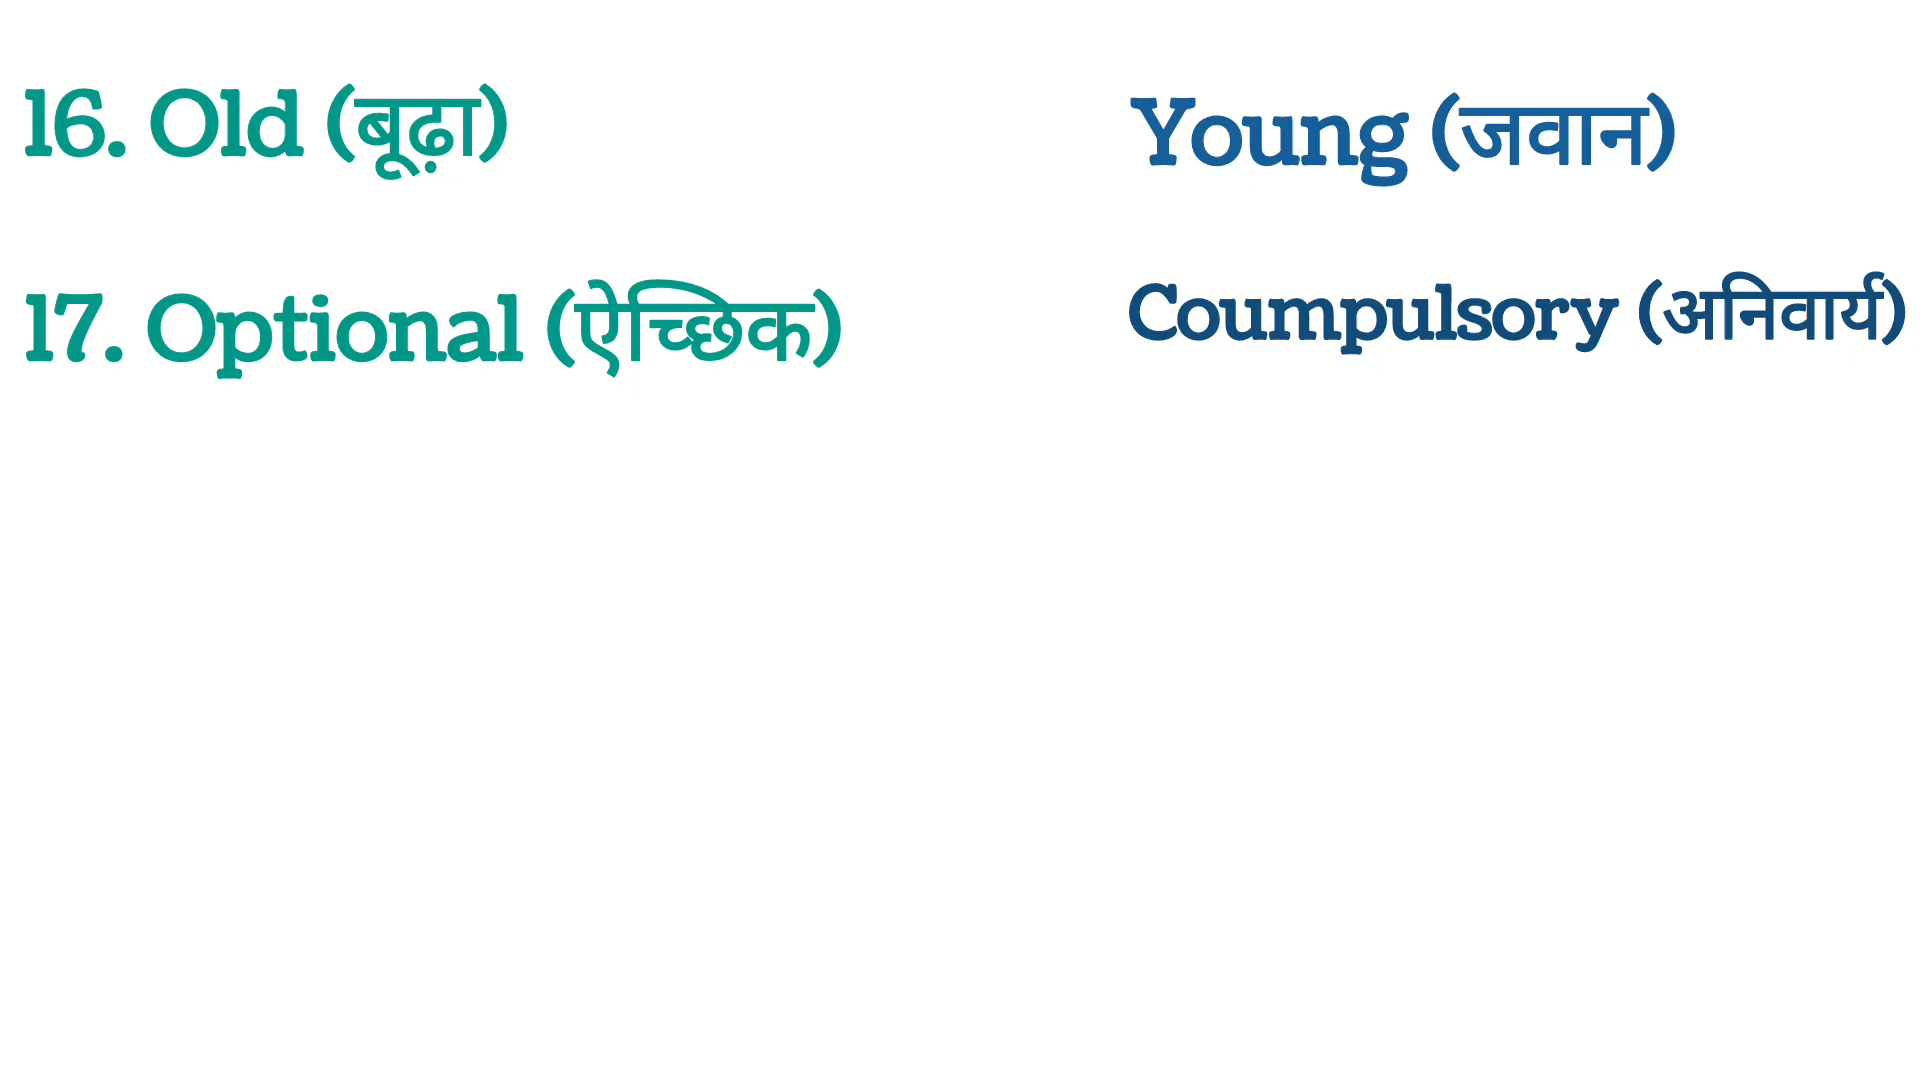 16. Old (बूढ़ा) Young (जवान)
17. Optional (ऐच्छिक) Coumpulsory (अनिवार्य)